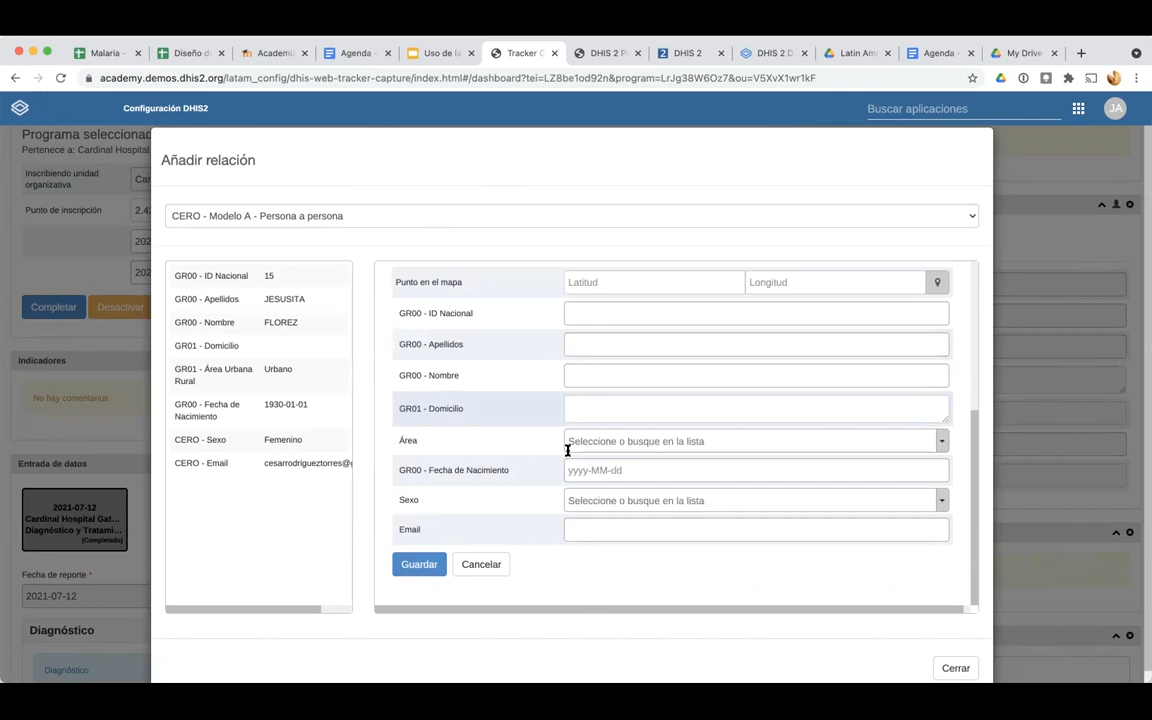 Malaria -
Diseño de
Academia
Agenda -
Uso de la
Tracker C
DHIS 2 Pl
DHIS 2
DHIS 2 D
Latin Ame
Agenda -
My Drive
academy.demos.dhis2.org/latam_config/dhis-web-tracker-capture/index.html#/dashboard?tei=LZ8be1od92n&program=LrJg38W6Oz7&ou=V5XvX1wr1kF
Configuración DHIS2
Buscar aplicaciones
JA
Programa seleccionad
Pertenece a: Cardinal Hospital
Inscribiendo unidad
organizativa
Car
Punto de inscripción
2.43
202
202
Completar
Desactivar
Indicadores
No hay comentarios
Entrada de datos
2021-07-12
Cardinal Hospital Gat...
Diagnóstico y Tratami...
(Completado)
Fecha de reporte *
2021-07-12
Diagnóstico
Diagnóstico
Añadir relación
CERO - Modelo A - Persona a persona
GR00 - ID Nacional 15
GR00 - Apellidos JESUSITA
GR00 - Nombre FLOREZ
GR01 - Domicilio
GR01 - Área Urbana Urbano
Rural
GR00 - Fecha de 1930-01-01
Nacimiento
CERO - Sexo Femenino
CERO - Email cesarrodrigueztorres@g
Punto en el mapa Latitud Longitud
GR00 - ID Nacional
GR00 - Apellidos
GR00 - Nombre
GR01 - Domicilio
Área Seleccione o busque en la lista
GR00 - Fecha de Nacimiento yyyy-MM-dd
Sexo Seleccione o busque en la lista
Email
Guardar Cancelar
Cerrar